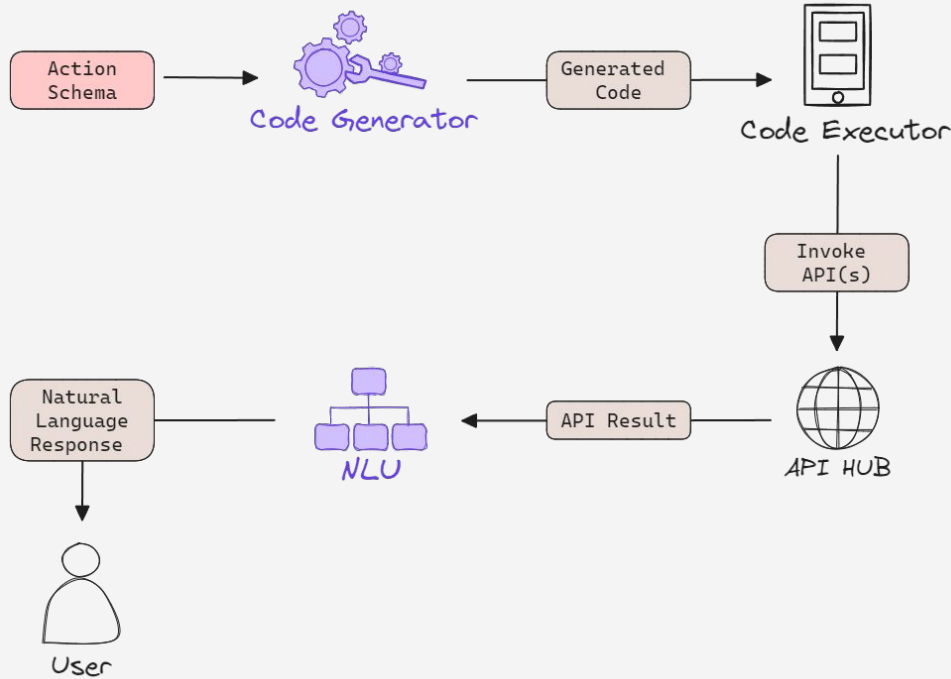 Action
Schema
Code Generator
Generated
Code
Code Executor
Invoke
API(s)
API HUB
API Result
NLU
Natural
Language
Response
User